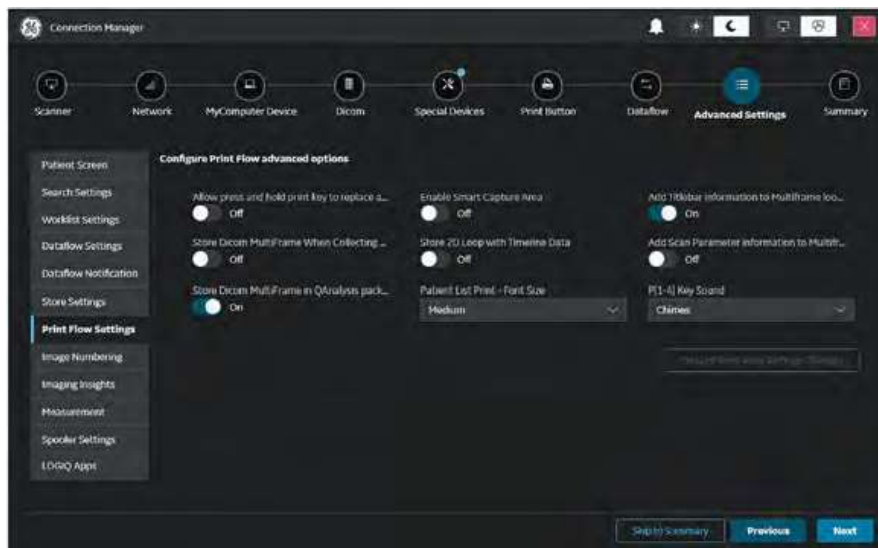 Connection Manager
Scanner
Network
MyComputer Device
Dicom
Special Devices
Print Button
Dataflow
Advanced Settings
Summary
Patient Screen
Search Settings
Worklist Settings
Dataflow Settings
Dataflow Notification
Store Settings
Print Flow Settings
Image Numbering
Imaging Insights
Measurement
Spooler Settings
LOGIQ Apps
Configure Print Flow advanced options
Allow press and hold print key to replace a...
Off
Enable Smart Capture Area
Off
Add Titlebar Information to Multiframe loo...
On
Store Dicom MultiFrame When Collecting ...
Off
Store 2D Loop with Timeline Data
Off
Add Scan Parameter Information to Multifr...
Off
Store Dicom MultiFrame in QAnalysis pack...
On
Patient List Print - Font Size
Medium
P[1-4] Key Sound
Chimes
Skip to Summary
Previous
Next